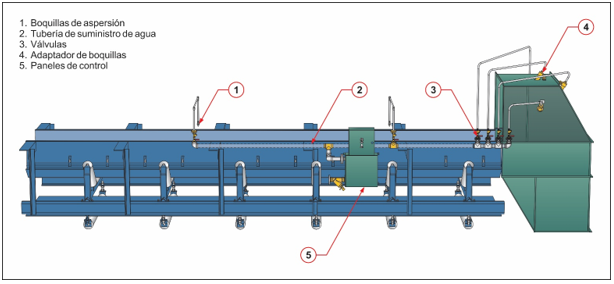 1. Boquillas de aspersión
2. Tubería de suministro de agua
3. Válvulas
4. Adaptador de boquillas
5. Paneles de control
4
1
2
3
5